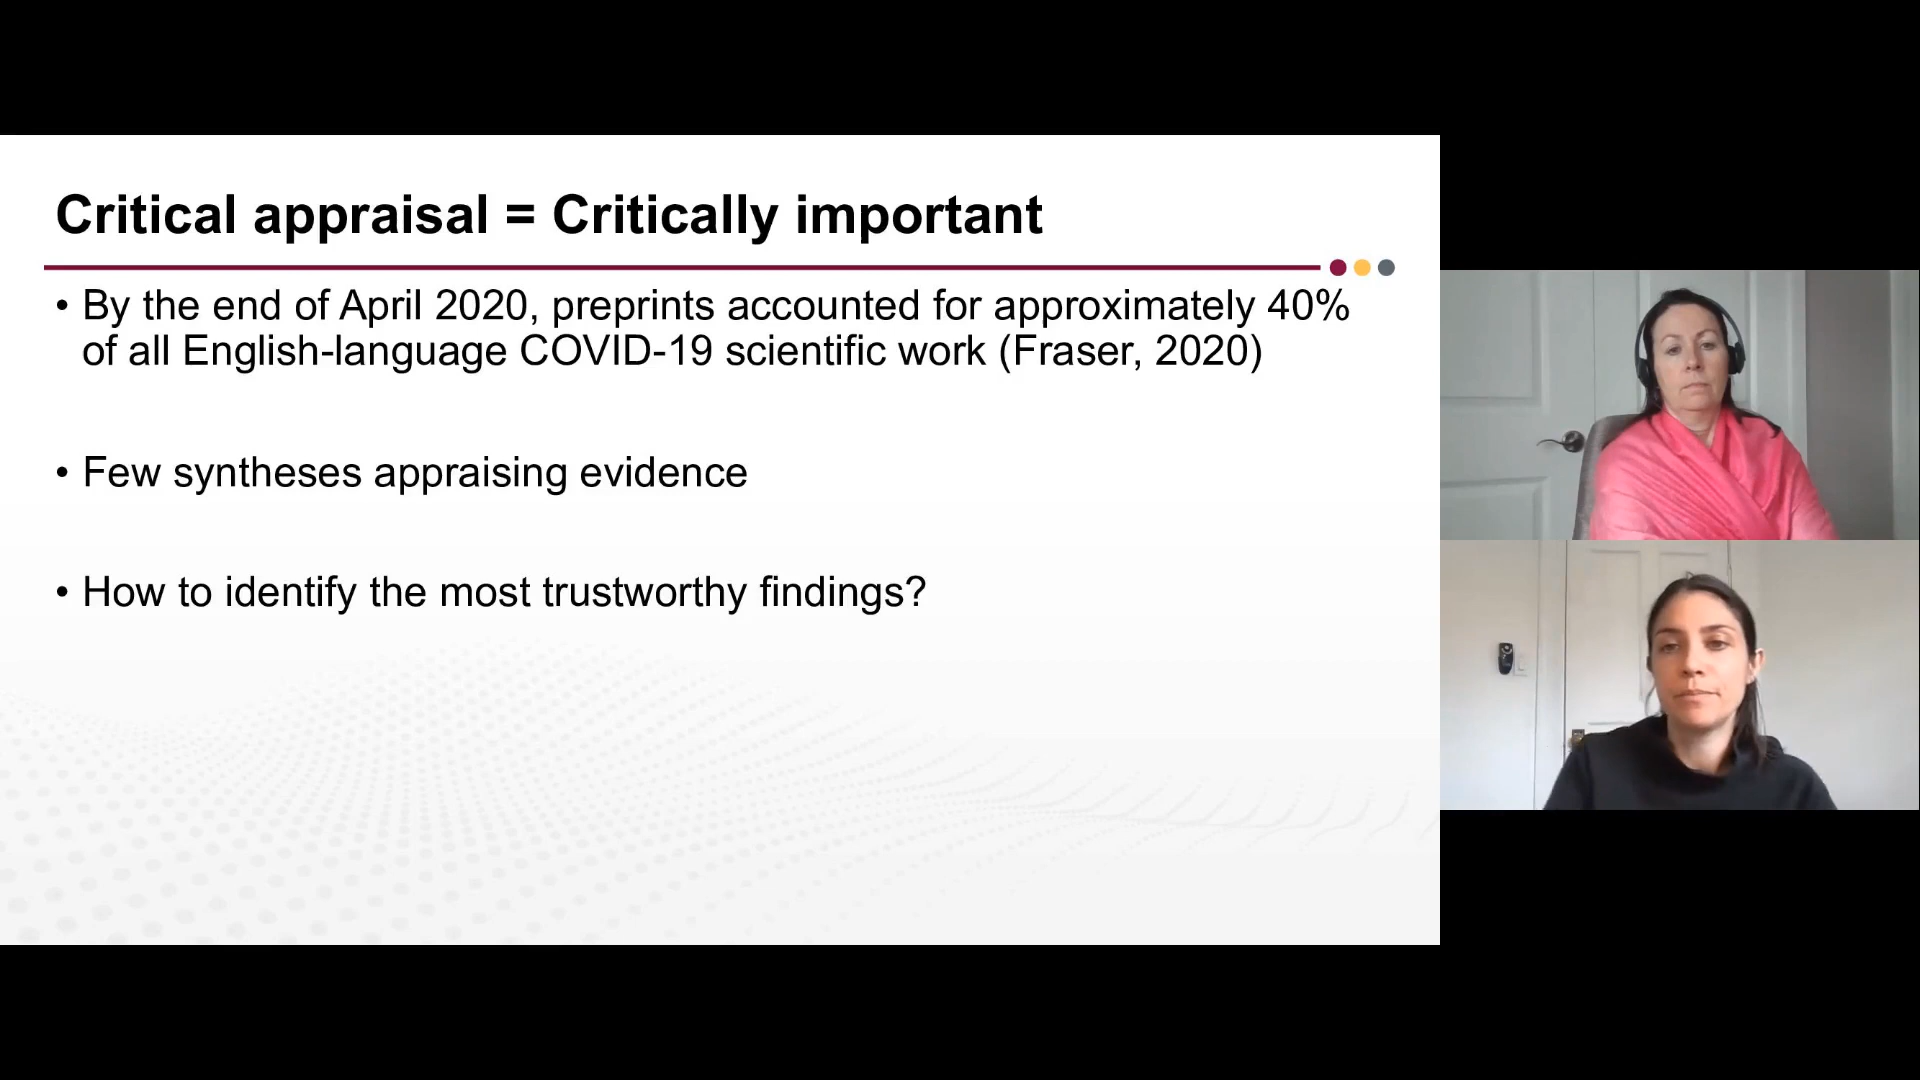 Critical appraisal = Critically important
• By the end of April 2020, preprints accounted for approximately 40%
of all English-language COVID-19 scientific work (Fraser, 2020)
• Few syntheses appraising evidence
• How to identify the most trustworthy findings?